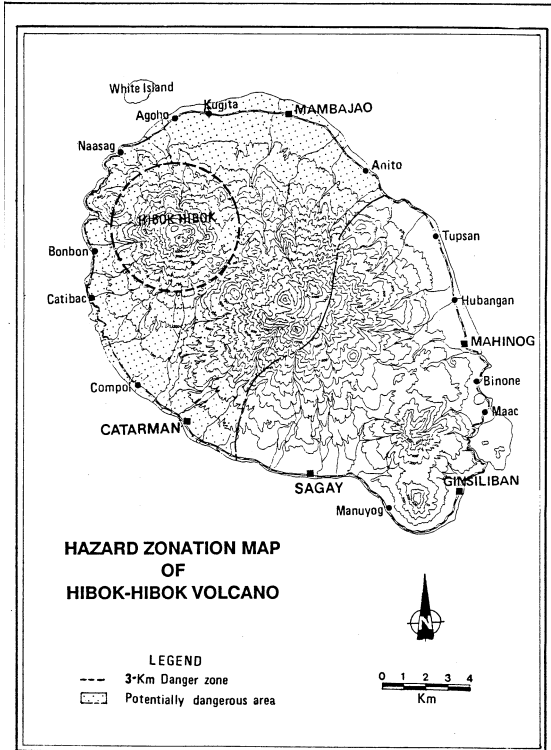 White Island
Kugita
Agoho
MAMBAJAO
Naasag
Anito
HIBOK HIBOK
Tupsan
Bonbon
Catibac
Hubangan
MAHINOG
Compol
Binone
Maac
CATARMAN
SAGAY
GINSILIBAN
Manuyog
HAZARD ZONATION MAP
OF
HIBOK-HIBOK VOLCANO
N
LEGEND
3-Km Danger zone
Potentially dangerous area
0 1 2 3 4
Km